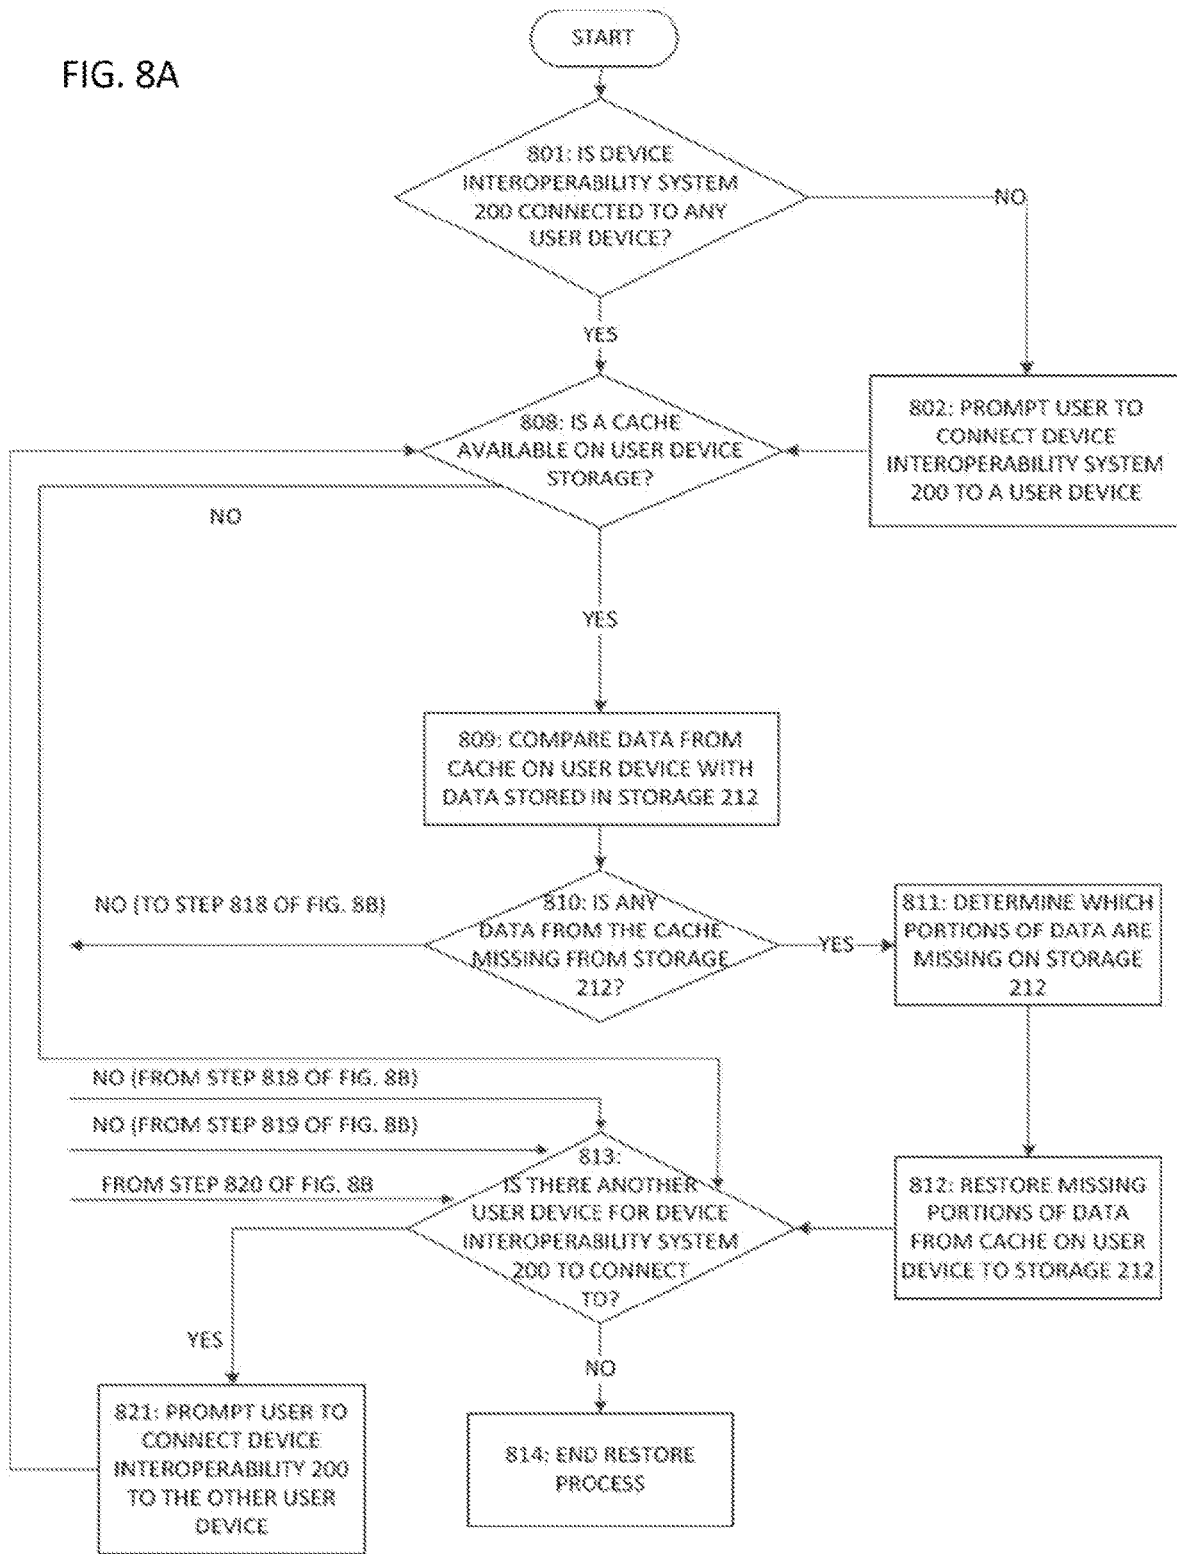 START
FIG. 8A
801: IS DEVICE
INTEROPERABILITY SYSTEM
200 CONNECTED TO ANY
USER DEVICE?
NO
YES
808: IS A CACHE
AVAILABLE ON USER DEVICE
STORAGE?
802: PROMPT USER TO
CONNECT DEVICE
INTEROPERABILITY SYSTEM
200 TO A USER DEVICE
NO
YES
809: COMPARE DATA FROM
CACHE ON USER DEVICE WITH
DATA STORED IN STORAGE 212
NO (TO STEP 818 OF FIG. 8B)
810: IS ANY
DATA FROM THE CACHE
MISSING FROM STORAGE
212?
YES
811: DETERMINE WHICH
PORTIONS OF DATA ARE
MISSING ON STORAGE
212
NO (FROM STEP 818 OF FIG. 8B)
NO (FROM STEP 819 OF FIG. 8B)
FROM STEP 820 OF FIG. 8B
813:
IS THERE ANOTHER
USER DEVICE FOR DEVICE
INTEROPERABILITY SYSTEM
200 TO CONNECT
TO?
812: RESTORE MISSING
PORTIONS OF DATA
FROM CACHE ON USER
DEVICE TO STORAGE 212
YES
NO
821: PROMPT USER TO
CONNECT DEVICE
INTEROPERABILITY 200
TO THE OTHER USER
DEVICE
814: END RESTORE
PROCESS